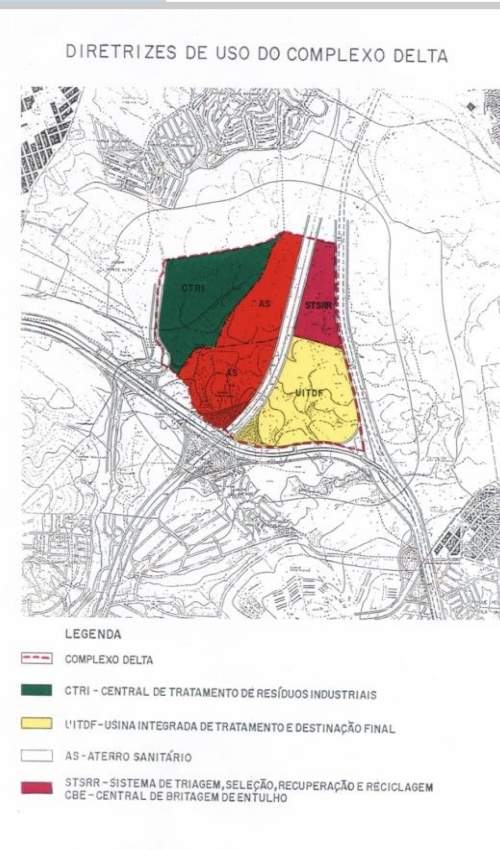 DIRETRIZES DE USO DO COMPLEXO DELTA
CTRI
AS
STSRR
AS
UITDF
LEGENDA
COMPLEXO DELTA
CTRI - CENTRAL DE TRATAMENTO DE RESÍDUOS INDUSTRIAIS
UITDF - USINA INTEGRADA DE TRATAMENTO E DESTINAÇÃO FINAL
AS - ATERRO SANITÁRIO
STSRR - SISTEMA DE TRIAGEM, SELEÇÃO, RECUPERAÇÃO E RECICLAGEM
CBE - CENTRAL DE BRITAGEM DE ENTULHO